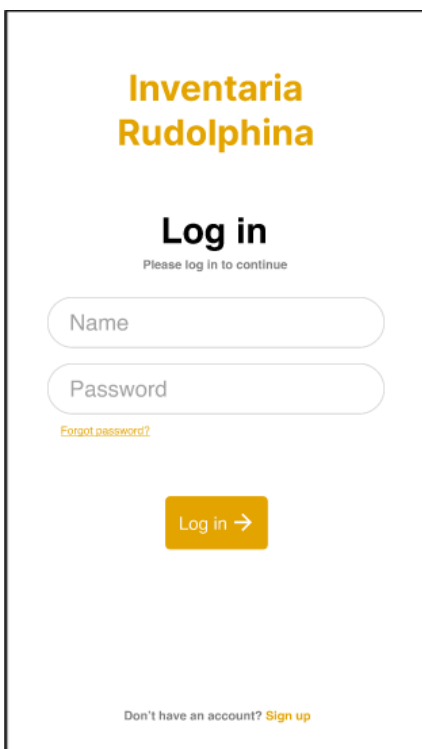 Inventaria
Rudolphina
Log in
Please log in to continue
Name
Password
Forgot password?
Log in →
Don't have an account? Sign up